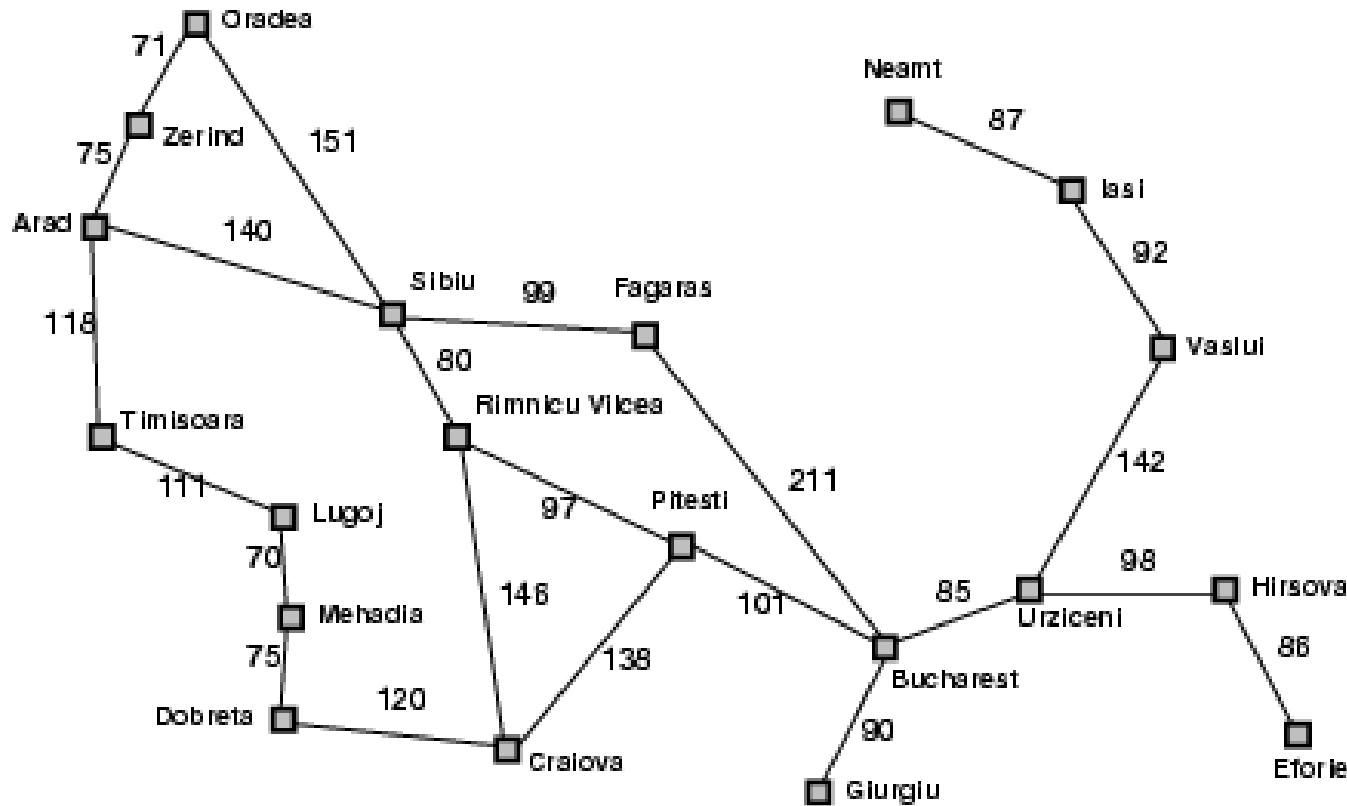 Oradea
71
Neamt
87
Zerind
151
75
Iasi
Arad
140
92
Sibiu
99
Fagaras
118
80
Vaslui
Timisoara
Rimnicu Vilcea
142
111
211
Lugoj
97
Pitesti
70
98
Hirsova
146
101
85
Urziceni
Mehadia
86
75
138
Bucharest
120
Dobreta
90
Craiova
Eforie
Giurgiu